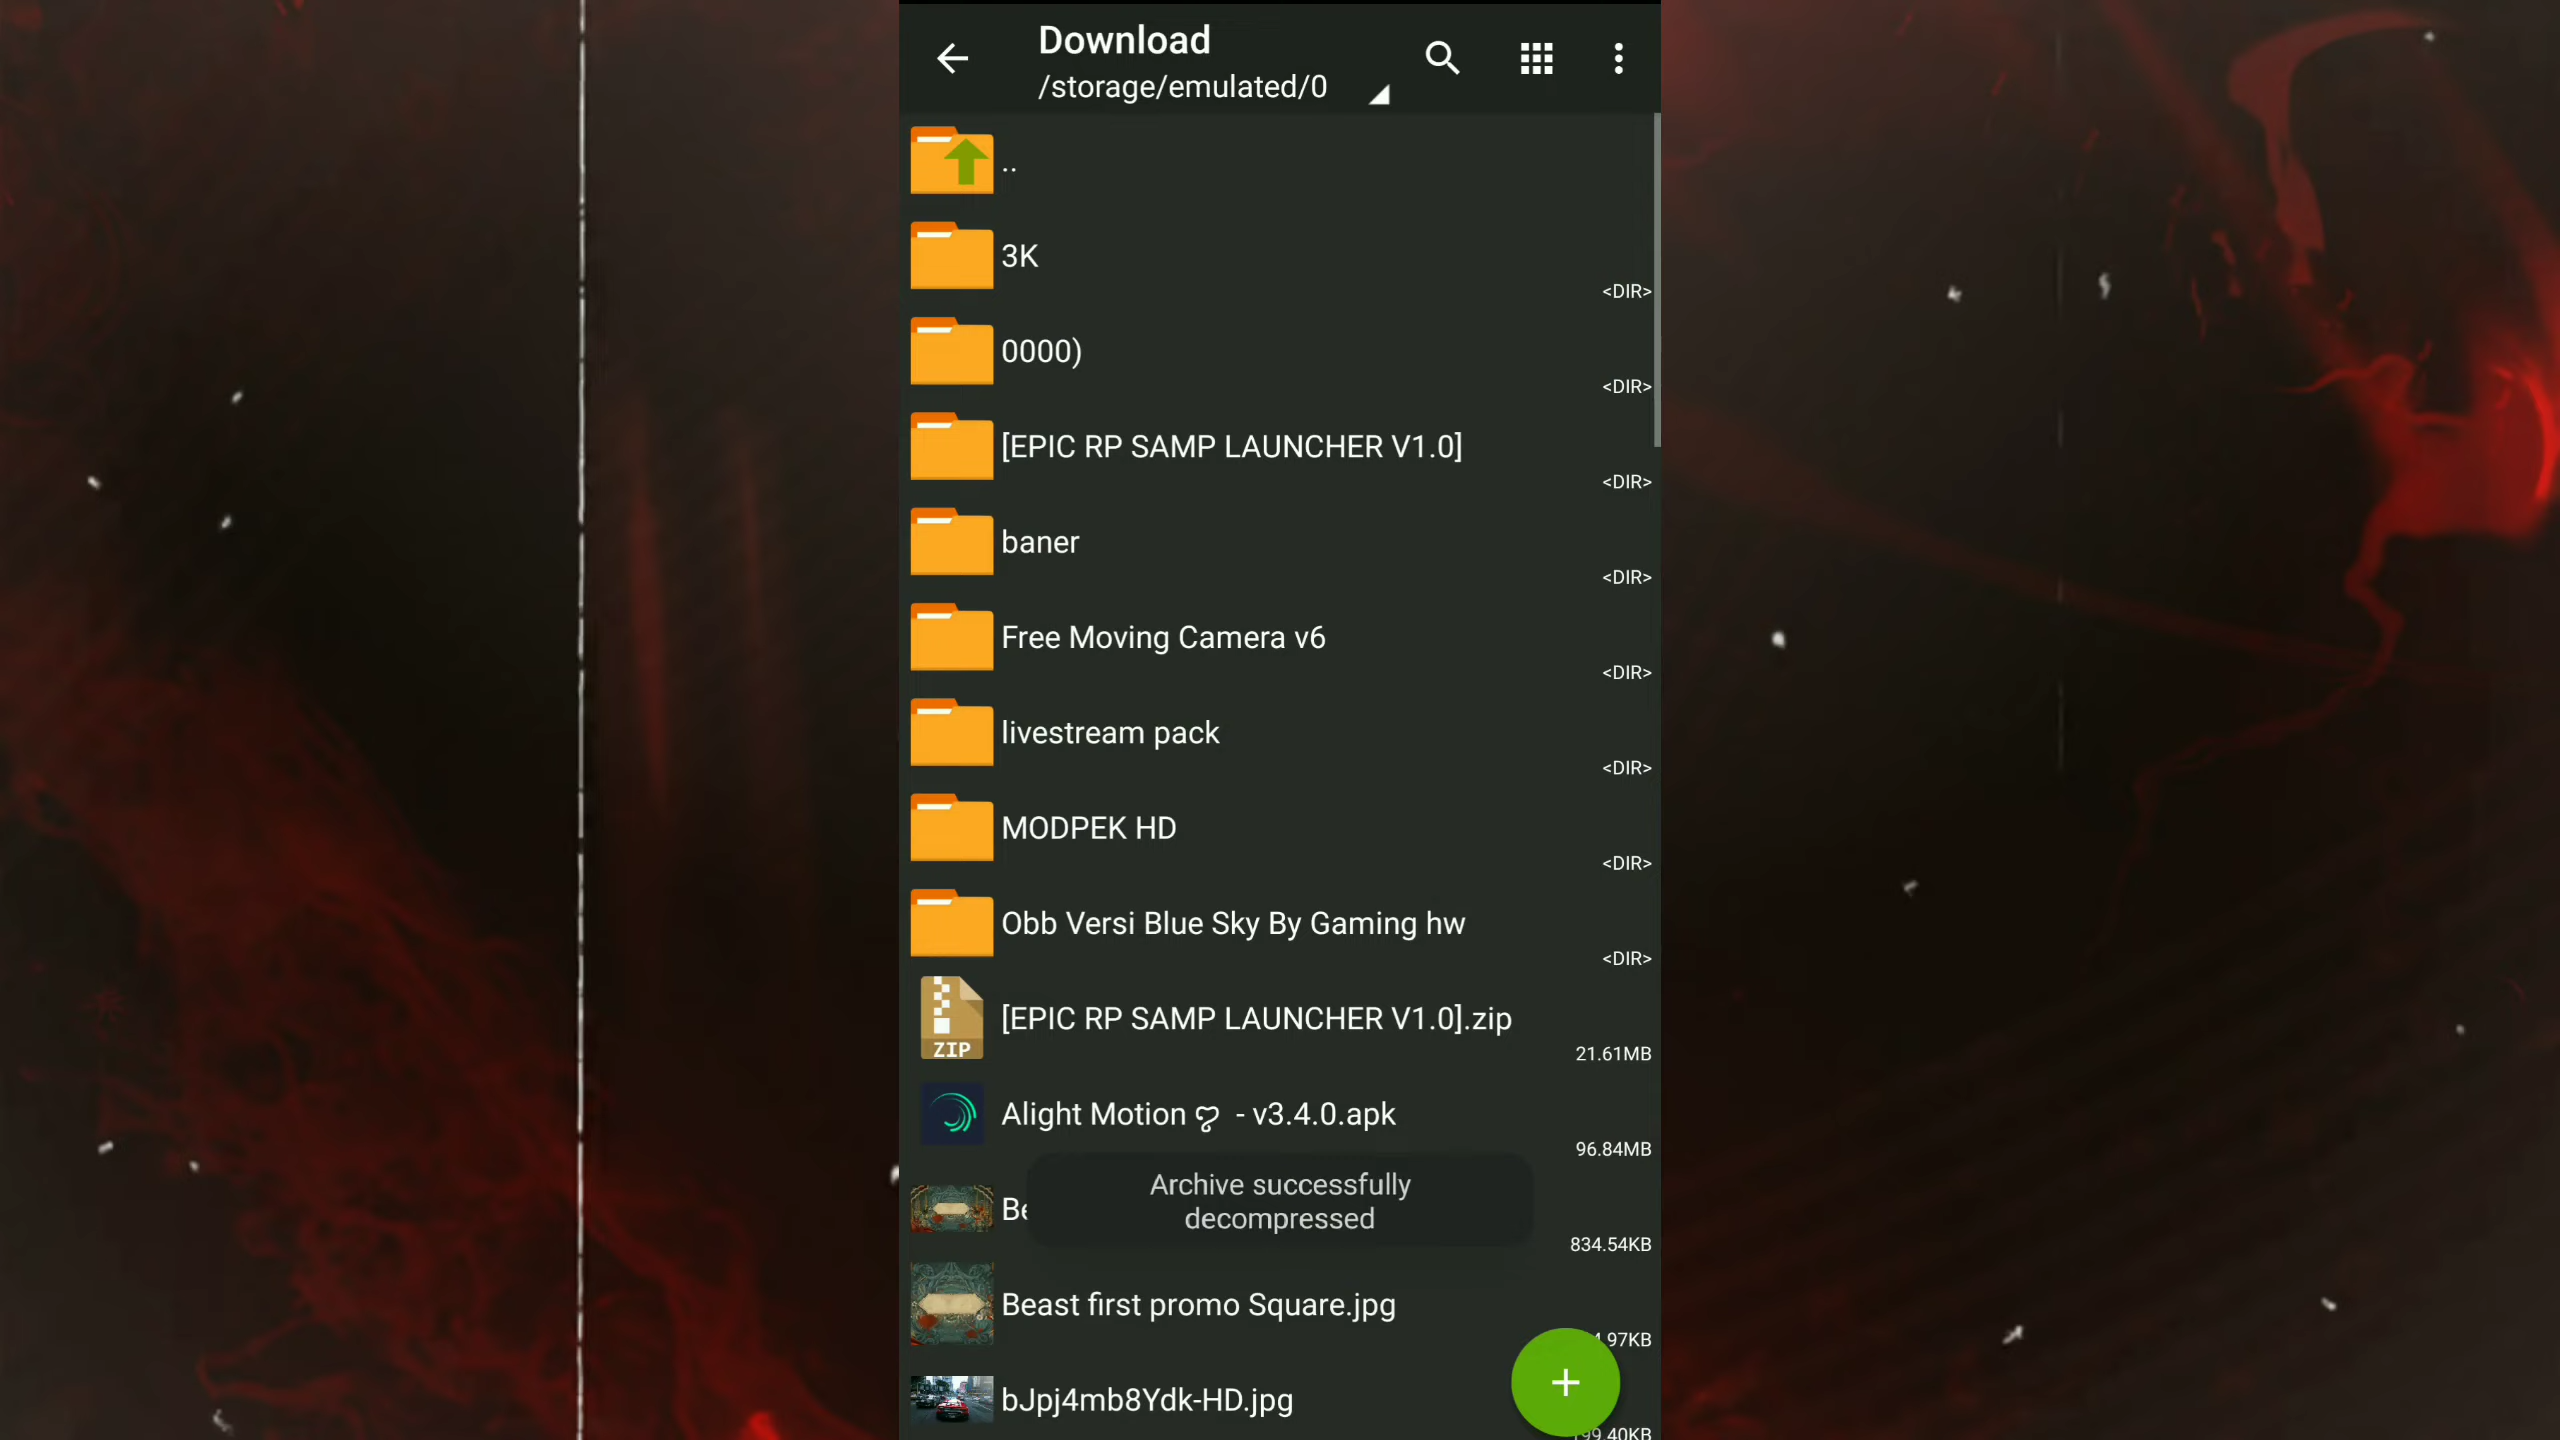 Download
/storage/emulated/0
..
3K
<DIR>
0000)
<DIR>
[EPIC RP SAMP LAUNCHER V1.0]
<DIR>
baner
<DIR>
Free Moving Camera v6
<DIR>
livestream pack
<DIR>
MODPEK HD
<DIR>
Obb Versi Blue Sky By Gaming hw
<DIR>
[EPIC RP SAMP LAUNCHER V1.0].zip
ZIP
21.61MB
Alight Motion ღ - v3.4.0.apk
96.84MB
Archive successfully
decompressed
834.54KB
Beast first promo Square.jpg
bJpj4mb8Ydk-HD.jpg